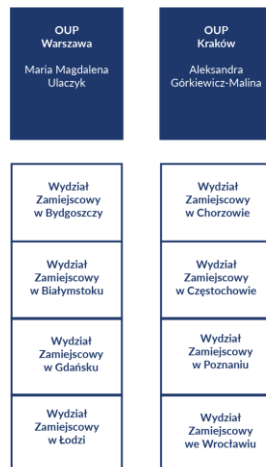 OUP
Warszawa
Maria Magdalena
Ulaczyk
Wydział
Zamiejscowy
w Bydgoszczy
Wydział
Zamiejscowy
w Białymstoku
Wydział
Zamiejscowy
w Gdańsku
Wydział
Zamiejscowy
w Łodzi
OUP
Kraków
Aleksandra
Górkiewicz-Malina
Wydział
Zamiejscowy
w Chorzowie
Wydział
Zamiejscowy
w Częstochowie
Wydział
Zamiejscowy
w Poznaniu
Wydział
Zamiejscowy
we Wrocławiu